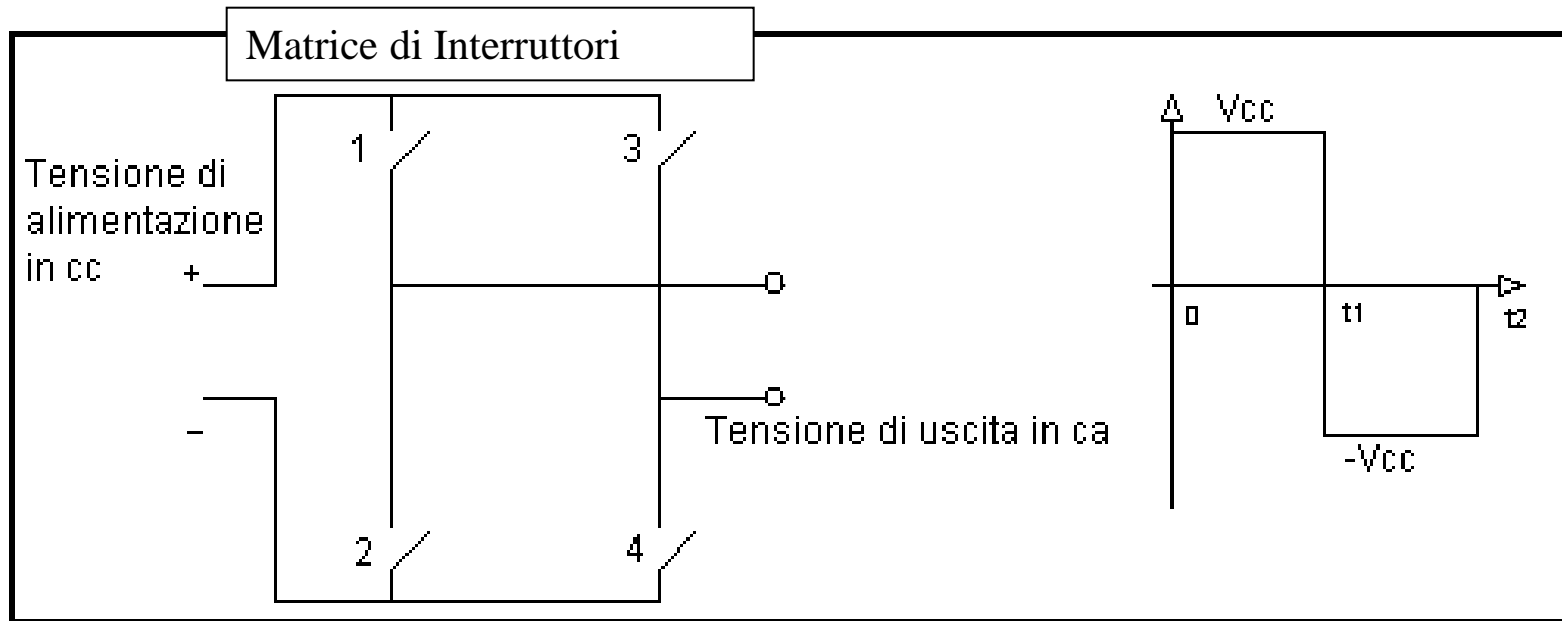 Matrice di Interruttori
1
3
Tensione di
alimentazione
in cc
+
−
2
4
Tensione di uscita in ca
Vcc
0
t1
t2
-Vcc